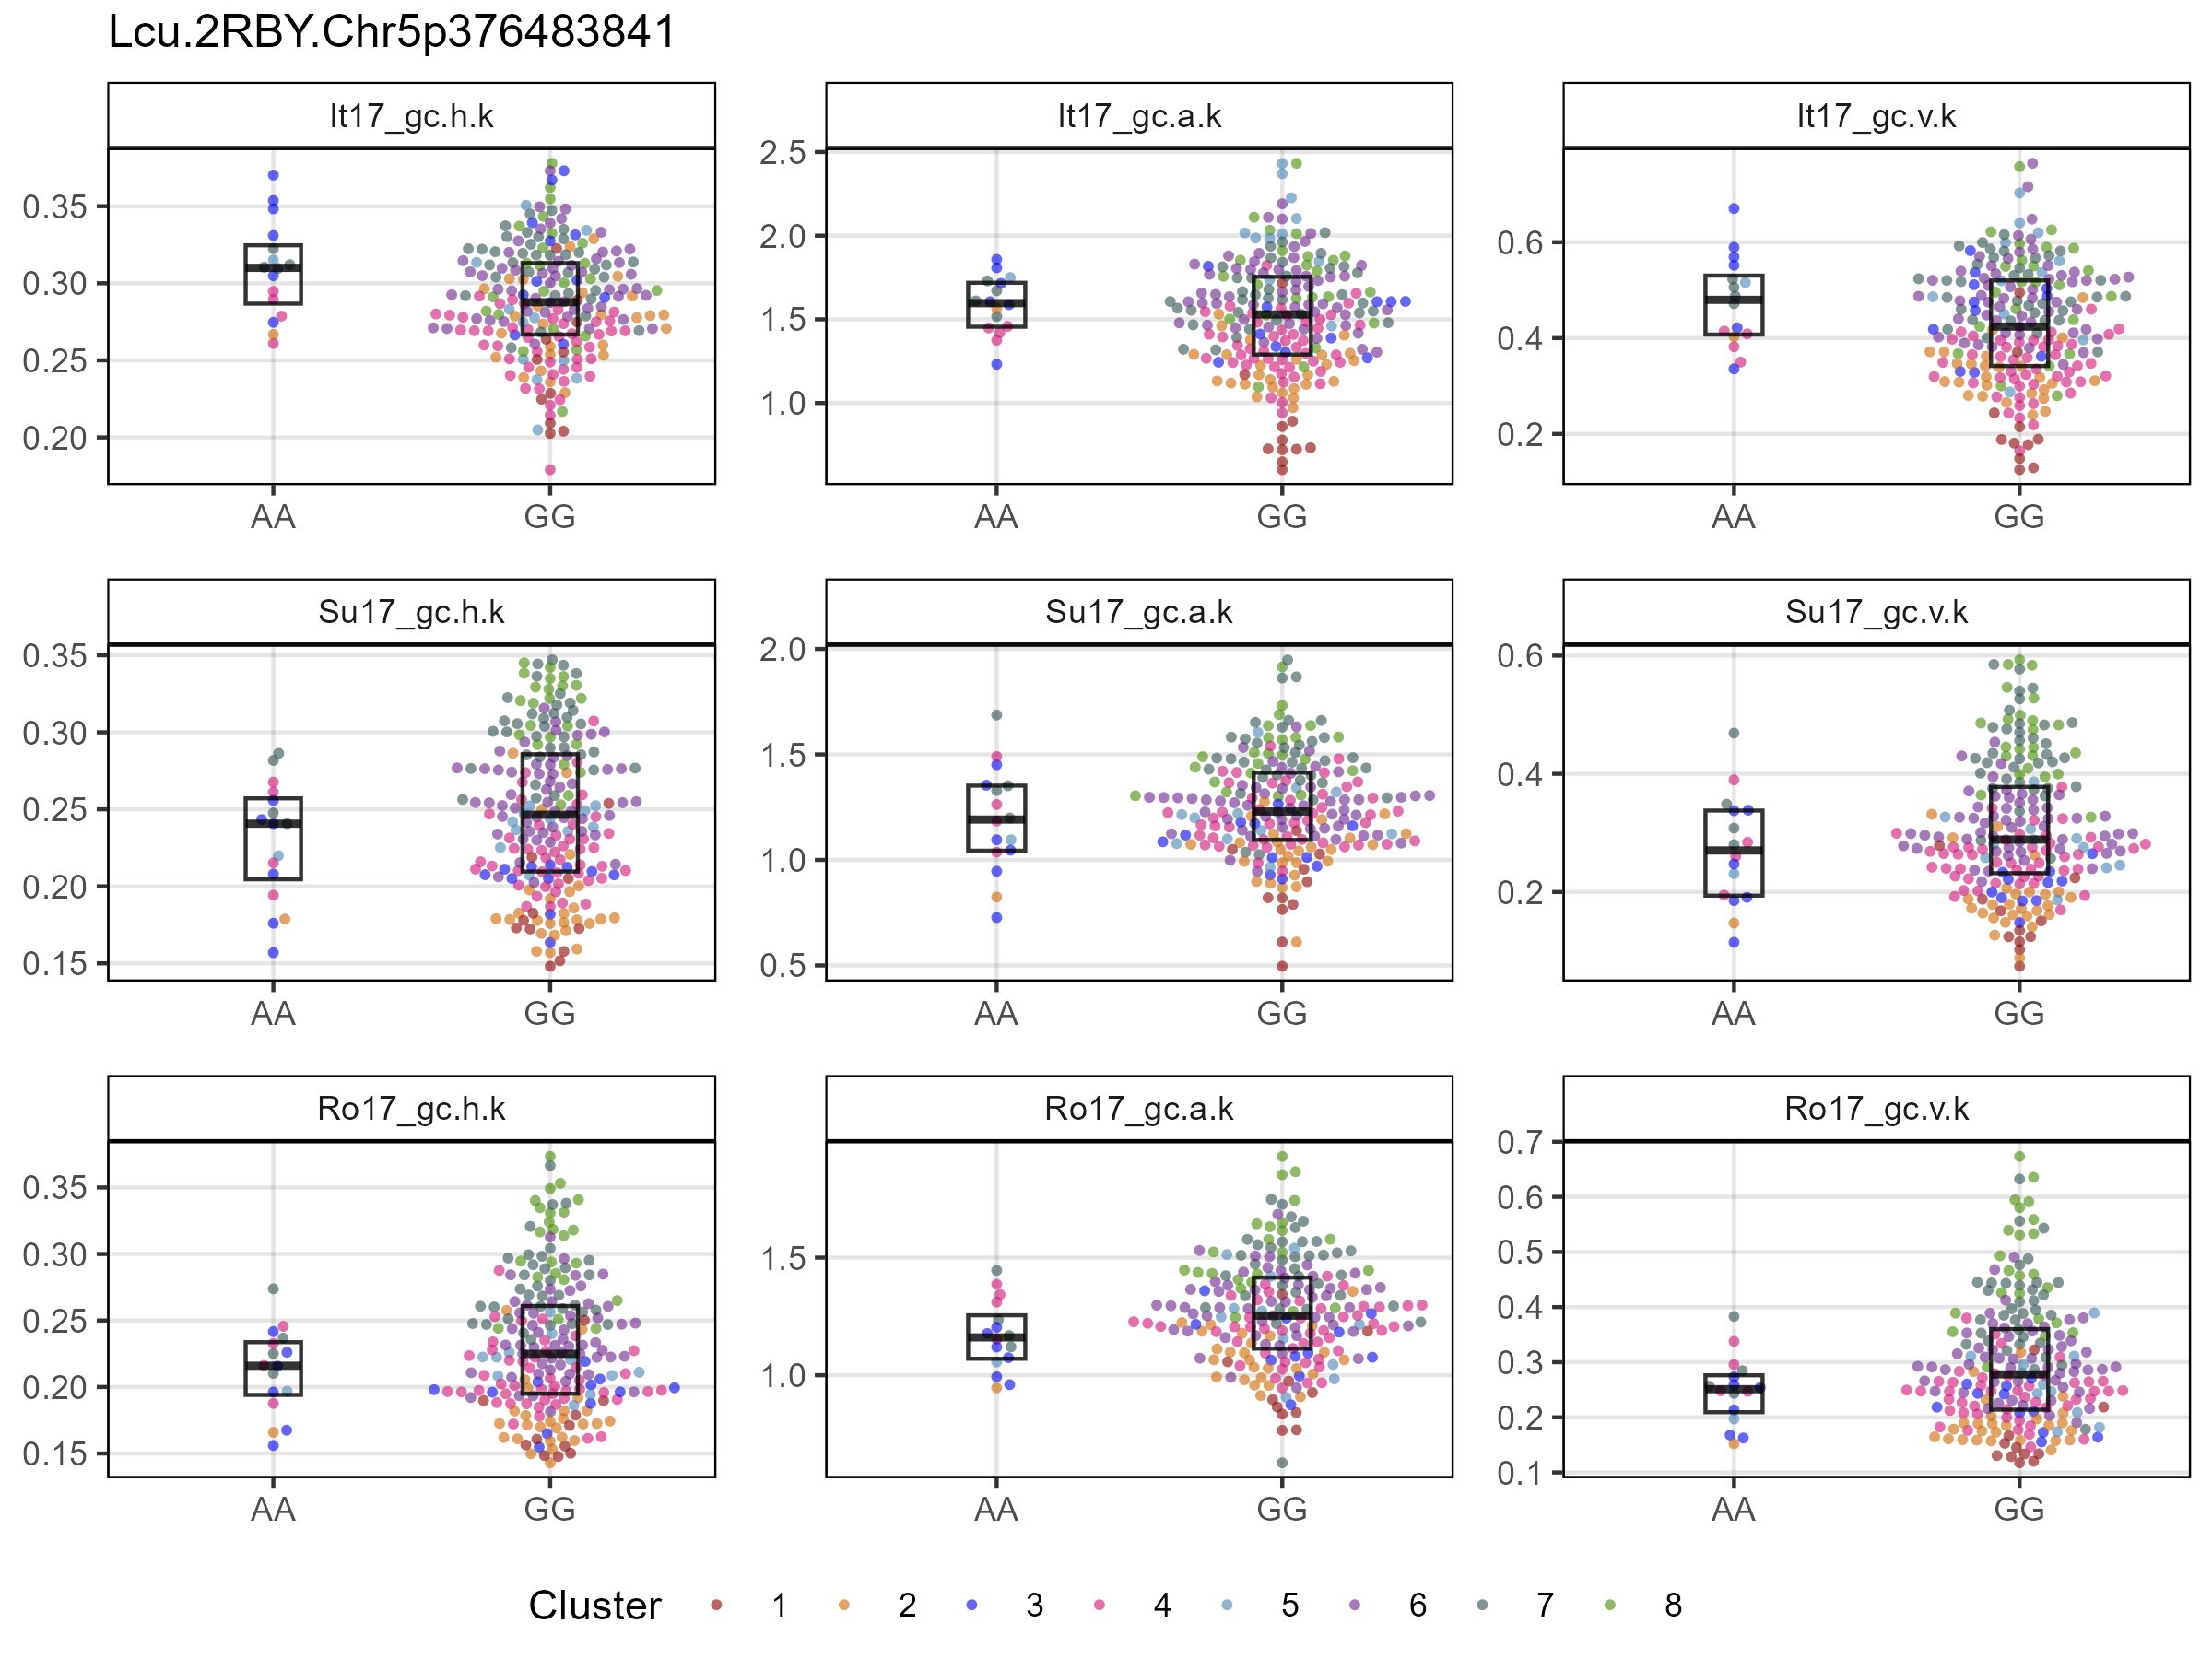 Lcu.2RBY.Chr5p376483841
It17_gc.h.k
0.35
0.30
0.25
0.20
AA GG
It17_gc.a.k
2.5
2.0
1.5
1.0
AA GG
It17_gc.v.k
0.6
0.4
0.2
AA GG
Su17_gc.h.k
0.35
0.30
0.25
0.20
0.15
AA GG
Su17_gc.a.k
2.0
1.5
1.0
0.5
AA GG
Su17_gc.v.k
0.6
0.4
0.2
AA GG
Ro17_gc.h.k
0.35
0.30
0.25
0.20
0.15
AA GG
Ro17_gc.a.k
1.5
1.0
AA GG
Ro17_gc.v.k
0.7
0.6
0.5
0.4
0.3
0.2
0.1
AA GG
Cluster 1 2 3 4 5 6 7 8